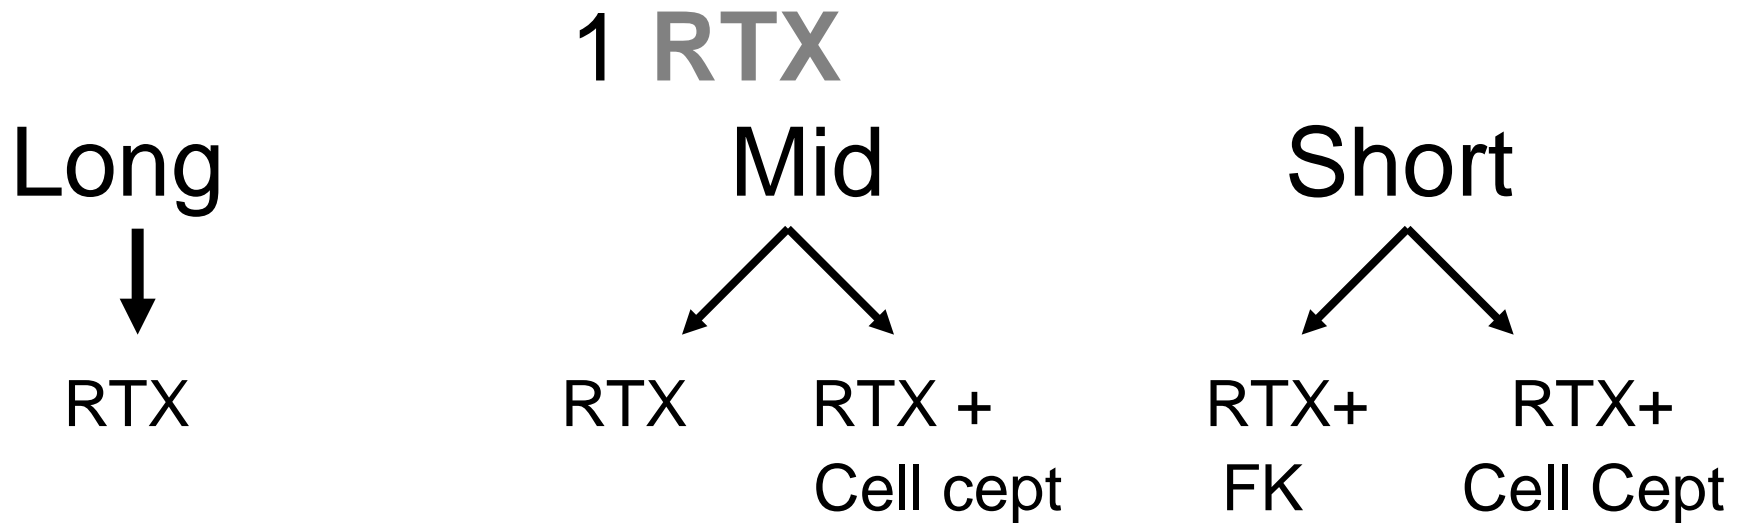 1 RTX
Long Mid Short
RTX RTX RTX + RTX+ RTX+
Cell cept FK Cell Cept